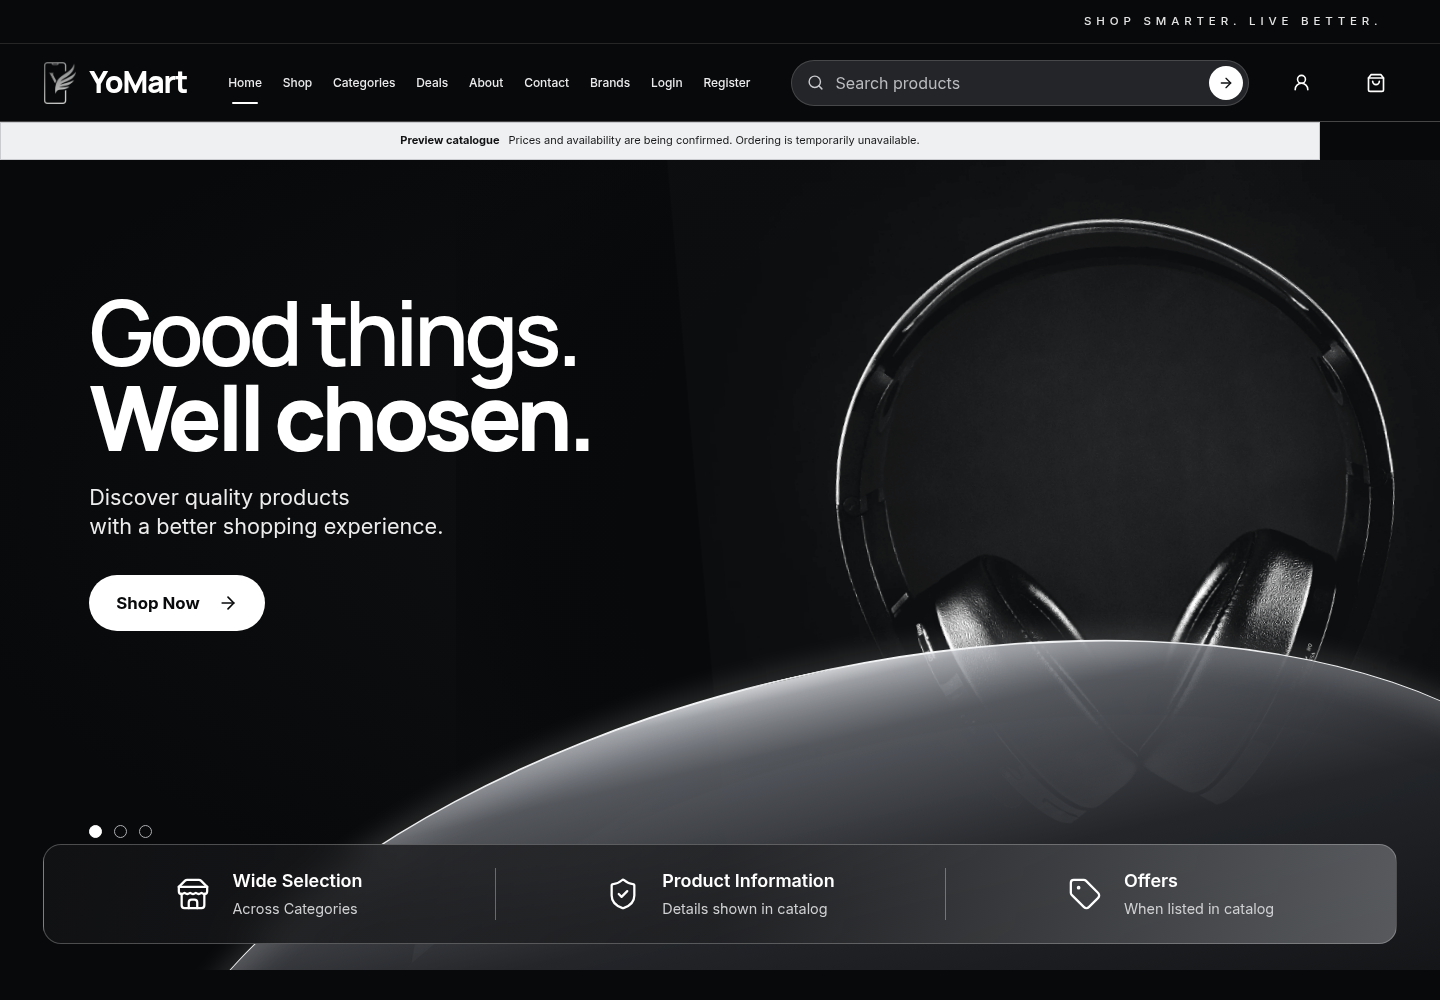 SHOP SMARTER. LIVE BETTER.
YoMart
Home Shop Categories Deals About Contact Brands Login Register
Search products
Preview catalogue Prices and availability are being confirmed. Ordering is temporarily unavailable.
Good things.
Well chosen.
Discover quality products
with a better shopping experience.
Shop Now
Wide Selection
Across Categories
Product Information
Details shown in catalog
Offers
When listed in catalog